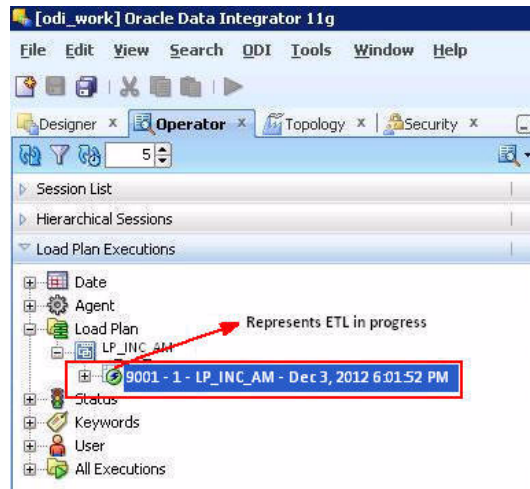 [odi_work] Oracle Data Integrator 11g
File Edit View Search ODI Tools Window Help
Designer x Operator x Topology x Security x
5
Session List
Hierarchical Sessions
Load Plan Executions
Date
Agent
Load Plan
Represents ETL in progress
LP_INC_AM
9001 - 1 - LP_INC_AM - Dec 3, 2012 6:01:52 PM
Status
Keywords
User
All Executions